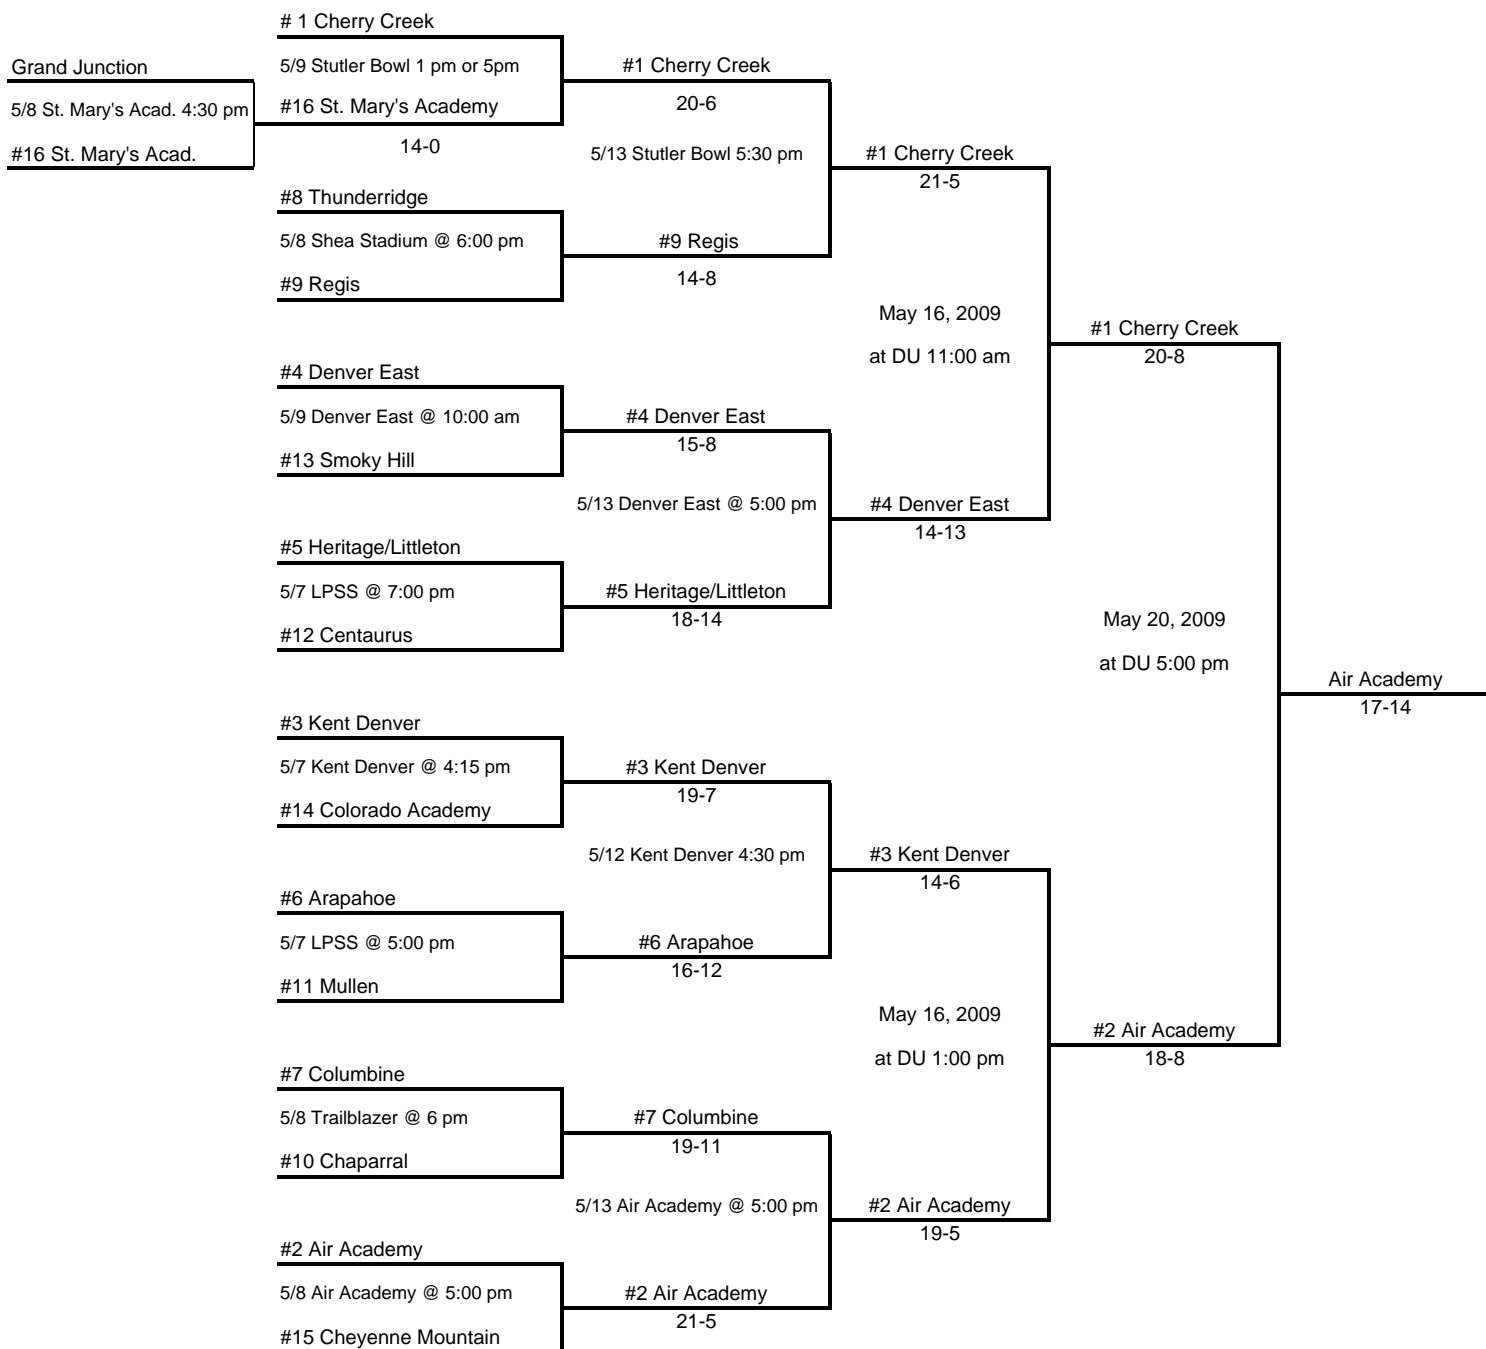 # 1 Cherry Creek
Grand Junction
5/9 Stutler Bowl 1 pm or 5pm
#1 Cherry Creek
5/8 St. Mary's Acad. 4:30 pm
#16 St. Mary's Academy
20-6
#16 St. Mary's Acad.
14-0
5/13 Stutler Bowl 5:30 pm
#1 Cherry Creek
21-5
#8 Thunderridge
5/8 Shea Stadium @ 6:00 pm
#9 Regis
#9 Regis
14-8
May 16, 2009
at DU 11:00 am
#1 Cherry Creek
20-8
#4 Denver East
5/9 Denver East @ 10:00 am
#4 Denver East
15-8
#13 Smoky Hill
5/13 Denver East @ 5:00 pm
#4 Denver East
14-13
#5 Heritage/Littleton
5/7 LPSS @ 7:00 pm
#5 Heritage/Littleton
18-14
#12 Centaurus
May 20, 2009
at DU 5:00 pm
Air Academy
17-14
#3 Kent Denver
5/7 Kent Denver @ 4:15 pm
#3 Kent Denver
19-7
#14 Colorado Academy
5/12 Kent Denver 4:30 pm
#3 Kent Denver
14-6
#6 Arapahoe
5/7 LPSS @ 5:00 pm
#6 Arapahoe
16-12
#11 Mullen
May 16, 2009
at DU 1:00 pm
#2 Air Academy
18-8
#7 Columbine
5/8 Trailblazer @ 6 pm
#7 Columbine
19-11
#10 Chaparral
5/13 Air Academy @ 5:00 pm
#2 Air Academy
19-5
#2 Air Academy
5/8 Air Academy @ 5:00 pm
#2 Air Academy
21-5
#15 Cheyenne Mountain